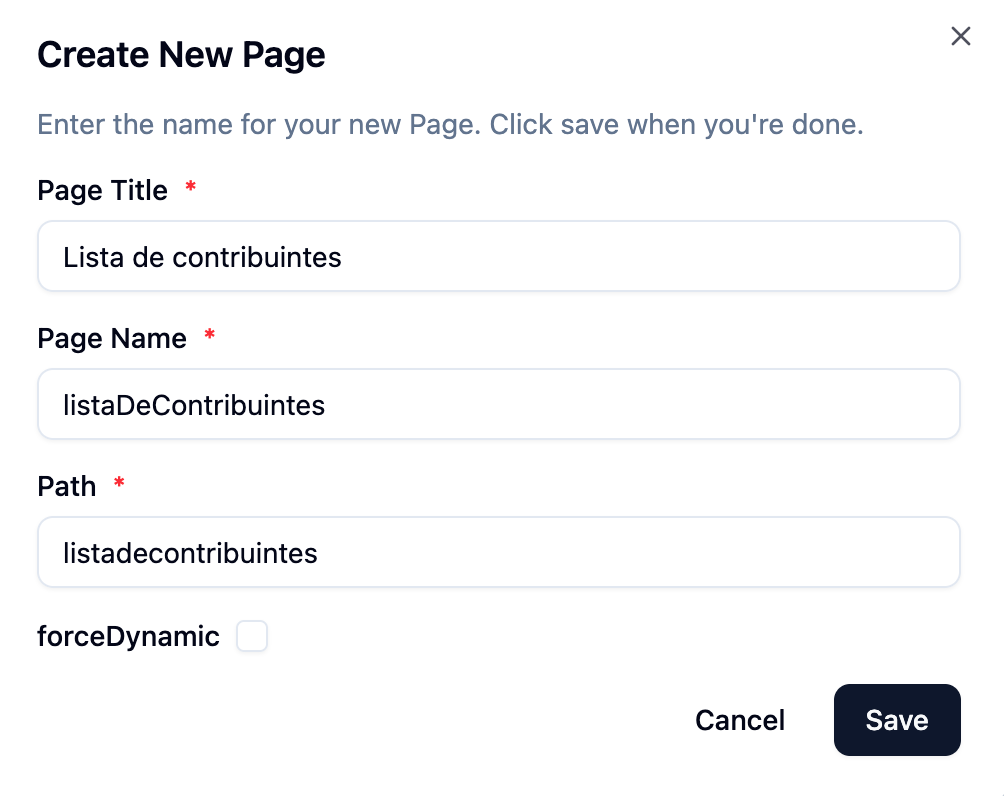 Create New Page
Enter the name for your new Page. Click save when you're done.
Page Title *
Lista de contribuintes
Page Name *
listaDeContribuintes
Path *
listadecontribuintes
forceDynamic
Cancel Save